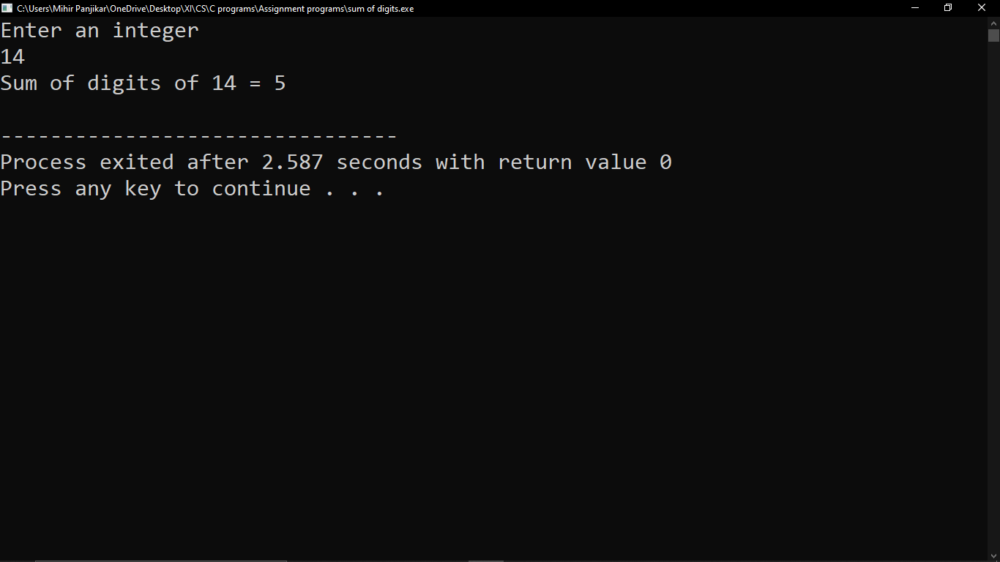 C:\Users\Mihir Panjikar\OneDrive\Desktop\XI\CS\C programs\Assignment programs\sum of digits.exe
Enter an integer
14
Sum of digits of 14 = 5
--------------------------------
Process exited after 2.587 seconds with return value 0
Press any key to continue . . .